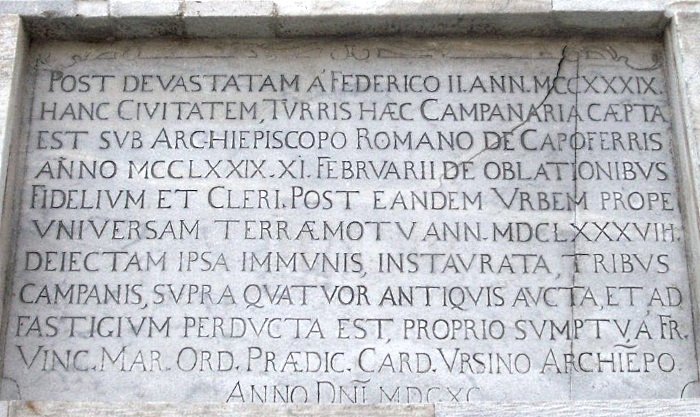 POST DEVASTATAM A' FEDERICO II. ANN. MCCXXXIX.
HANC CIVITATEM, TVRRIS HÆC CAMPANARIA CÆPTA
EST SVB ARCHIEPISCOPO ROMANO DE CAPOFERRIS
AÑNO MCCLXXIX. XI. FEBRVARII DE OBLATIONIBVS
FIDELIVM ET CLERI. POST EANDEM VRBEM PROPE
VNIVERSAM TERRÆMOTV ANN. MDCLXXXVIII.
DEIECTAM IPSA IMMVNIS, INSTAVRATA, TRIBVS
CAMPANIS, SVPRA QVATVOR ANTIQVIS AVCTA, ET, AD
FASTIGIVM PERDVCTA EST, PROPRIO SVMPTV, A FR.
VINC. MAR. ORD. PRÆDIC. CARD. VRSINO ARCHIẼPO.
ANNO DNĪ MDCXC